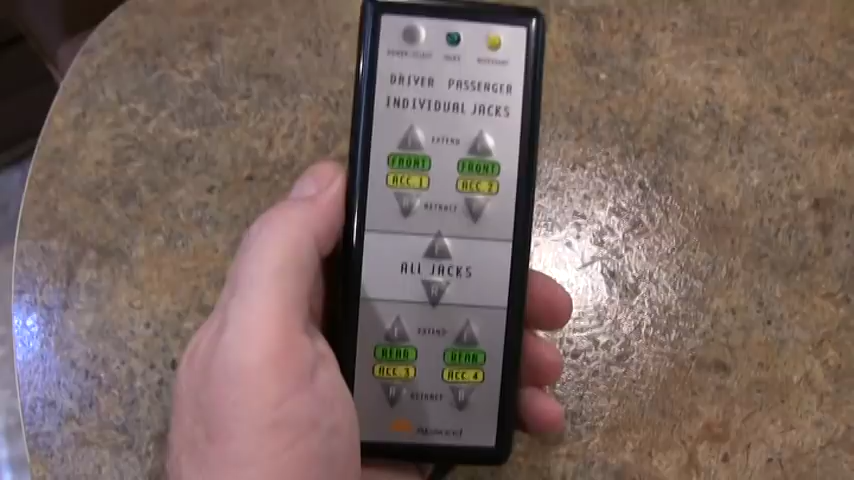 DRIVER PASSENGER
INDIVIDUAL JACKS
EXTEND
FRONT FRONT
ACC.1 ACC.2
RETRACT
ALL JACKS
EXTEND
REAR REAR
ACC.3 ACC.4
RETRACT